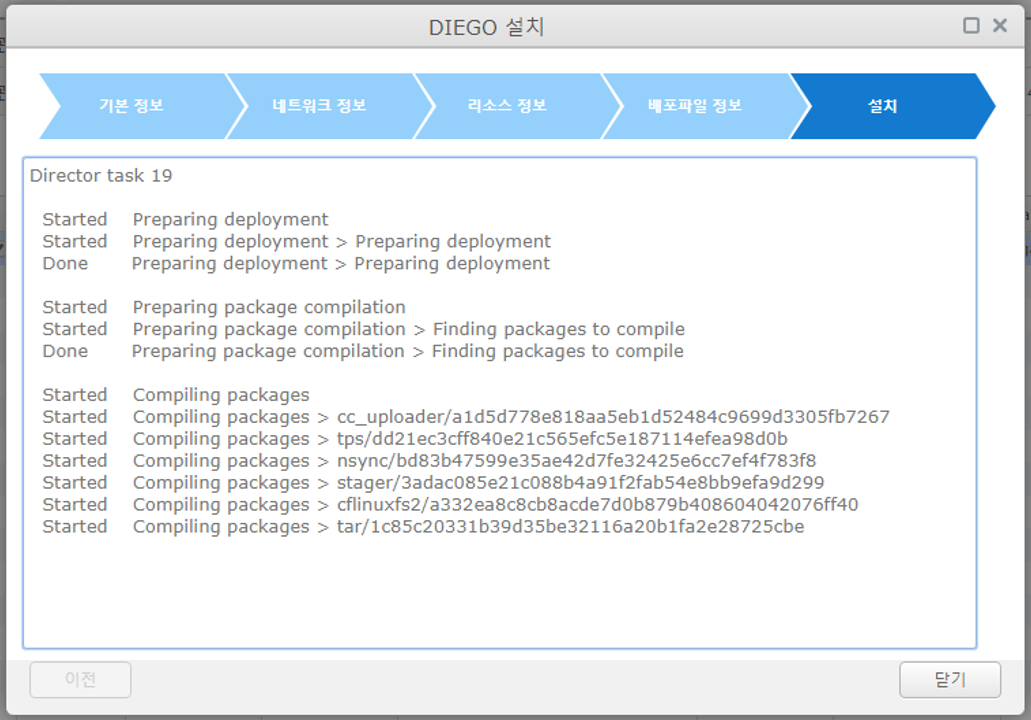 DIEGO 설치
기본 정보
네트워크 정보
리소스 정보
배포파일 정보
설치
Director task 19
Started Preparing deployment
Started Preparing deployment > Preparing deployment
Done Preparing deployment > Preparing deployment
Started Preparing package compilation
Started Preparing package compilation > Finding packages to compile
Done Preparing package compilation > Finding packages to compile
Started Compiling packages
Started Compiling packages > cc_uploader/a1d5d778e818aa5eb1d52484c9699d3305fb7267
Started Compiling packages > tps/dd21ec3cff840e21c565efc5e187114efea98d0b
Started Compiling packages > nsync/bd83b47599e35ae42d7fe32425e6cc7ef4f783f8
Started Compiling packages > stager/3adac085e21c088b4a91f2fab54e8bb9efa9d299
Started Compiling packages > cflinuxfs2/a332ea8c8cb8acde7d0b879b408604042076ff40
Started Compiling packages > tar/1c85c20331b39d35be32116a20b1fa2e28725cbe
이전
닫기